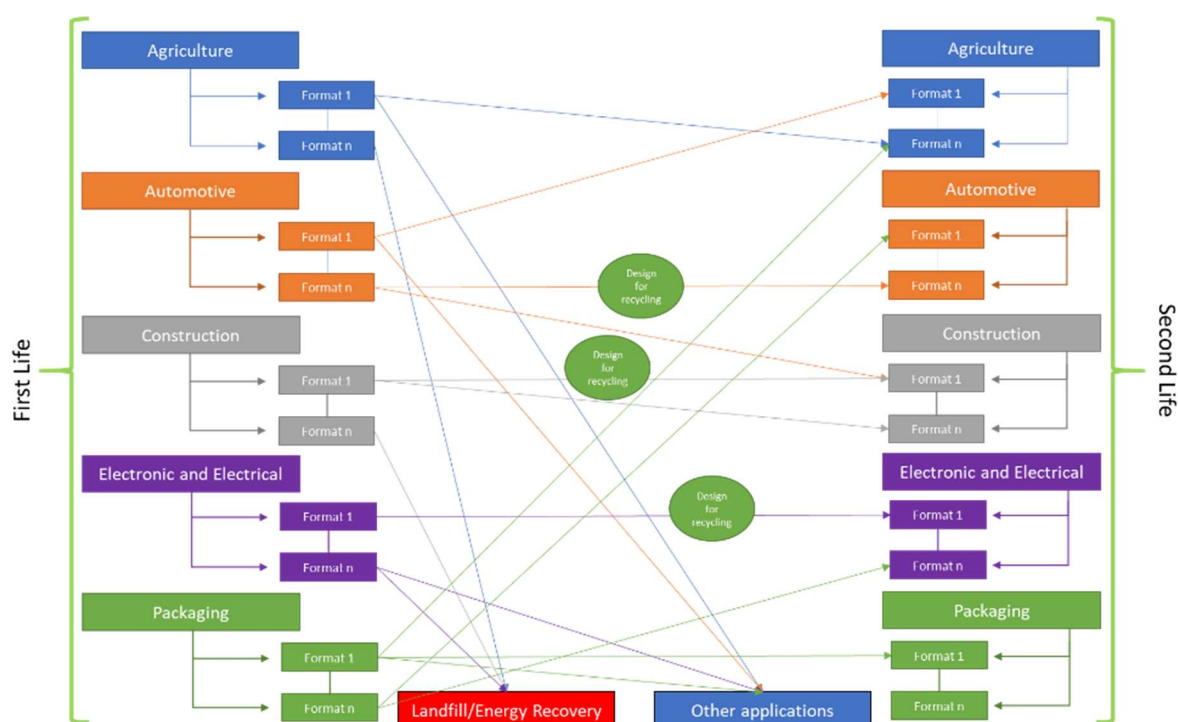 First Life
Agriculture
Format 1
Format n
Automotive
Format 1
Format n
Construction
Format 1
Format n
Electronic and Electrical
Format 1
Format n
Packaging
Format 1
Format n
Design
for
recycling
Design
for
recycling
Design
for
recycling
Landfill/Energy Recovery
Other applications
Agriculture
Format 1
Format n
Automotive
Format 1
Format n
Construction
Format 1
Format n
Electronic and Electrical
Format 1
Format n
Packaging
Format 1
Format n
Second Life